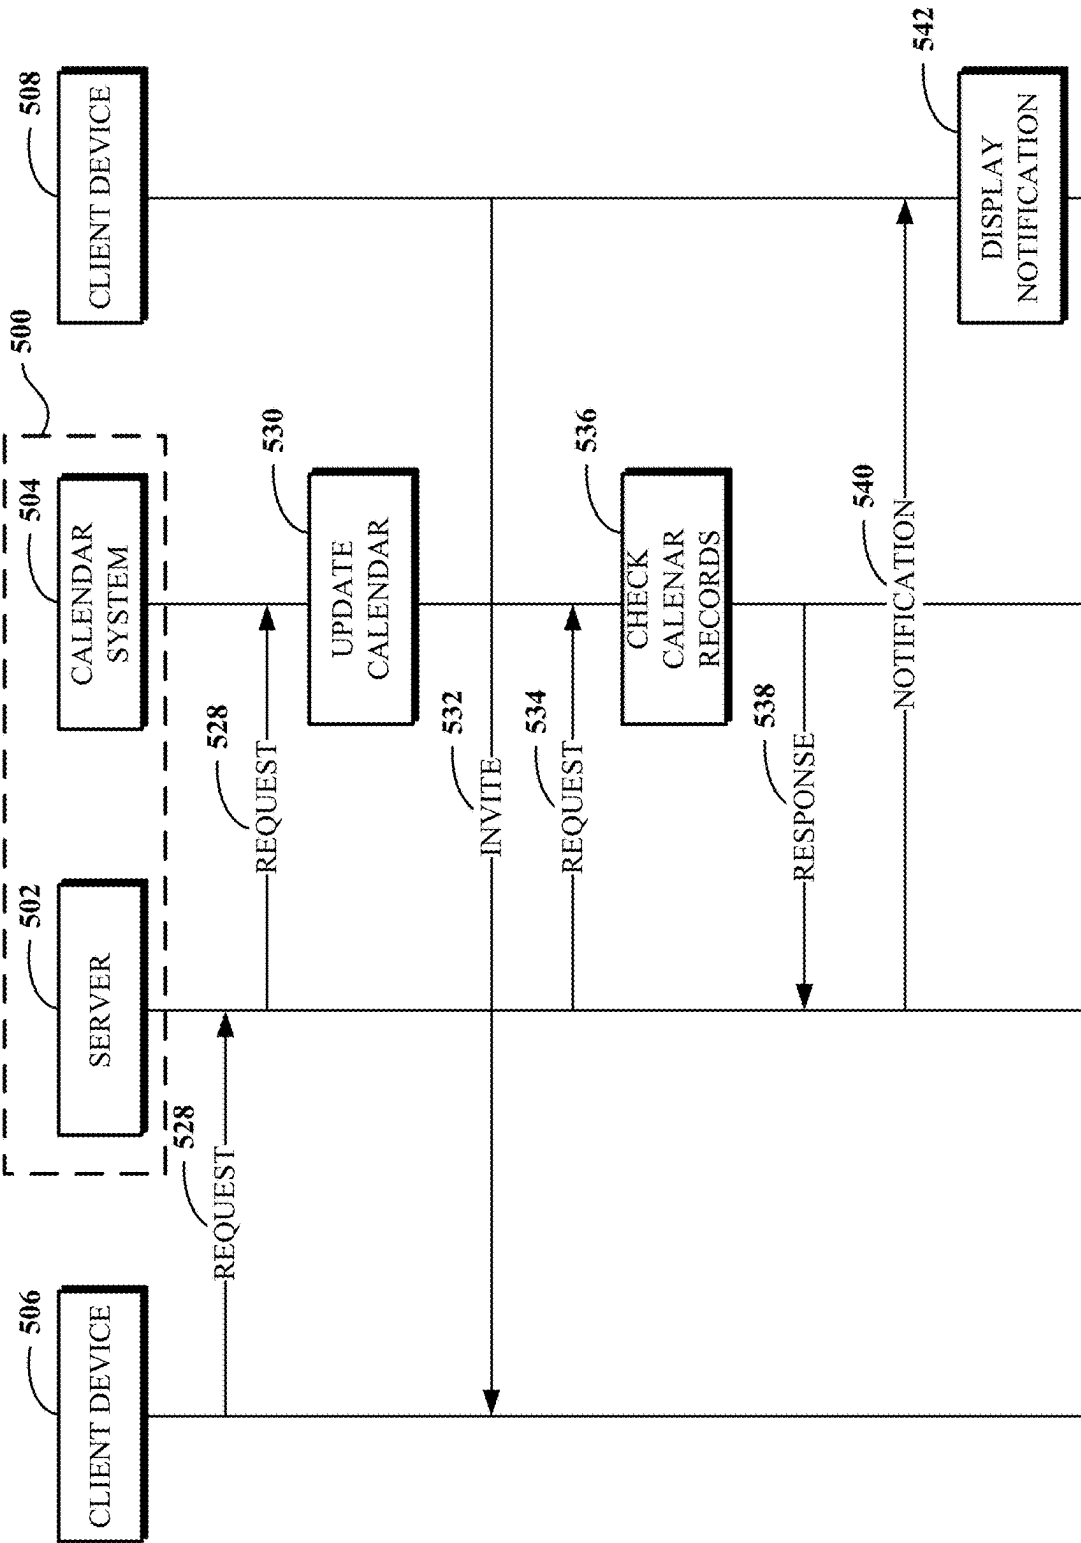 500
506
CLIENT DEVICE
502
SERVER
504
CALENDAR
SYSTEM
508
CLIENT DEVICE
528
REQUEST
528
REQUEST
530
UPDATE
CALENDAR
532
INVITE
534
REQUEST
536
CHECK
CALENAR
RECORDS
538
RESPONSE
540
NOTIFICATION
542
DISPLAY
NOTIFICATION